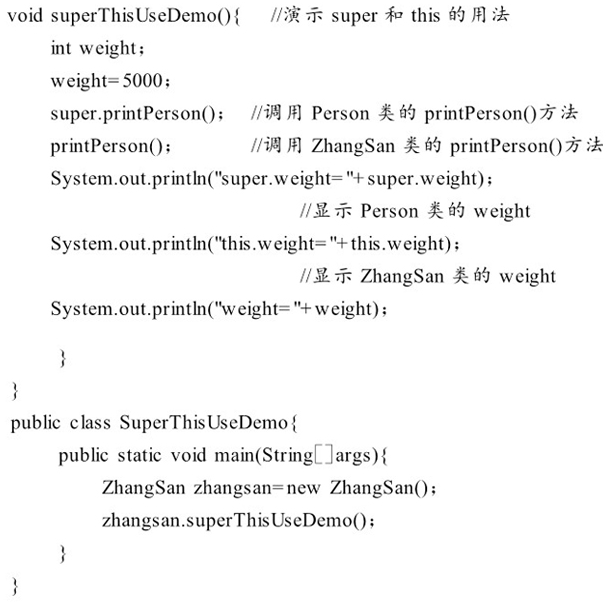 void superThisUseDemo(){ //演示 super 和 this 的用法
int weight;
weight=5000;
super.printPerson(); //调用 Person 类的 printPerson()方法
printPerson(); //调用 ZhangSan 类的 printPerson()方法
System.out.println("super.weight="+super.weight);
//显示 Person 类的 weight
System.out.println("this.weight="+this.weight);
//显示 ZhangSan 类的 weight
System.out.println("weight="+weight);
}
}
public class SuperThisUseDemo{
public static void main(String[]args){
ZhangSan zhangsan=new ZhangSan();
zhangsan.superThisUseDemo();
}
}